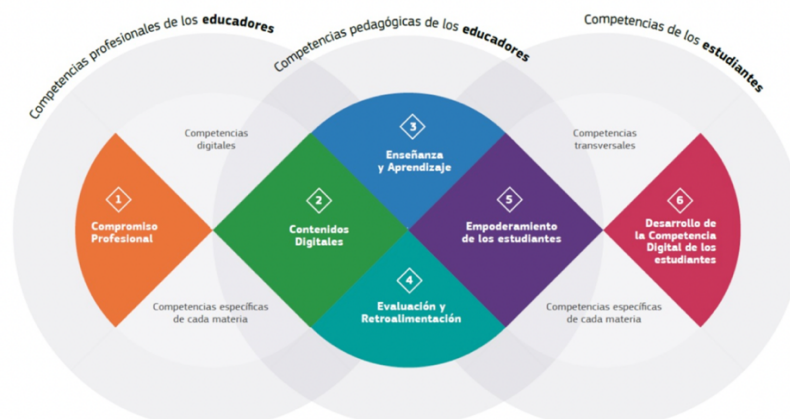 Competencias profesionales de los educadores
Competencias pedagógicas de los educadores
Competencias de los estudiantes
Competencias
digitales
Competencias
transversales
3
Enseñanza
y Aprendizaje
1
Compromiso
Profesional
2
Contenidos
Digitales
5
Empoderamiento
de los estudiantes
6
Desarrollo de
la Competencia
Digital de los
estudiantes
4
Evaluación y
Retroalimentación
Competencias específicas
de cada materia
Competencias específicas
de cada materia